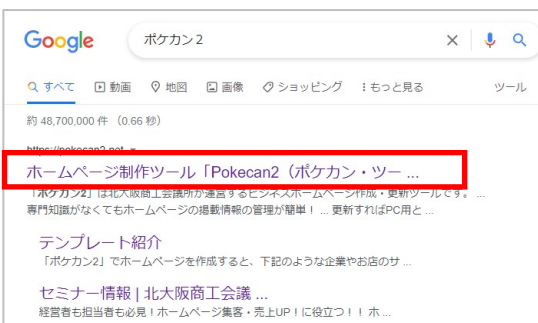 Google
ポケカン２
すべて 動画 地図 画像 ショッピング もっと見る ツール
約 48,700,000 件 （0.66 秒）
https://pokecan2.net
ホームページ制作ツール「Pokecan2（ポケカン・ツー ...
「ポケカン2」は北大阪商工会議所が運営するビジネスホームページ作成・更新ツールです。 ...
専門知識がなくてもホームページの掲載情報の管理が簡単！ ... 更新すればPC用と ...
テンプレート紹介
「ポケカン2」でホームページを作成すると、下記のような企業やお店のサ ...
セミナー情報 | 北大阪商工会議 ...
経営者も担当者も必見！ホームページ集客・売上UP！に役立つ！！ ホ ...